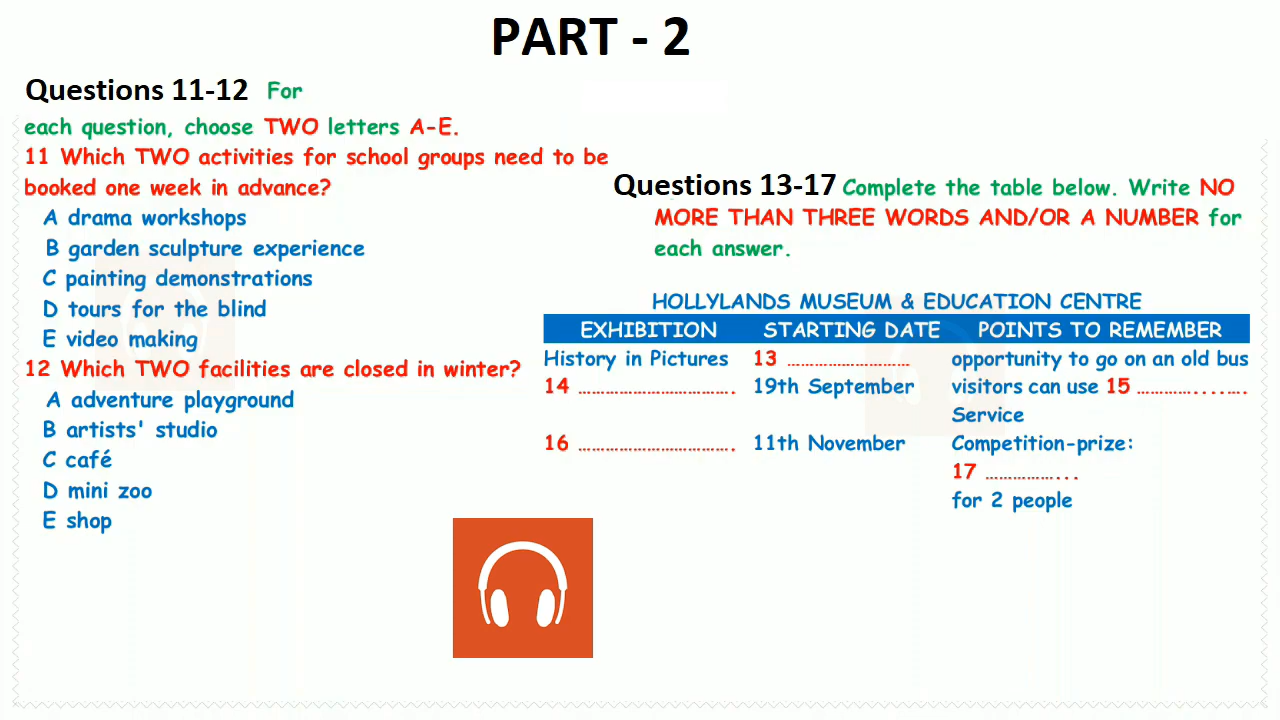 PART - 2
Questions 11-12 For
each question, choose TWO letters A-E.
11 Which TWO activities for school groups need to be
booked one week in advance?
A drama workshops
B garden sculpture experience
C painting demonstrations
D tours for the blind
E video making
12 Which TWO facilities are closed in winter?
A adventure playground
B artists' studio
C café
D mini zoo
E shop
Questions 13-17 Complete the table below. Write NO
MORE THAN THREE WORDS AND/OR A NUMBER for
each answer.
HOLLYLANDS MUSEUM & EDUCATION CENTRE
EXHIBITION STARTING DATE POINTS TO REMEMBER
History in Pictures 13 ………………………… opportunity to go on an old bus
14 ……………………………. 19th September visitors can use 15 …………....….
Service
16 ……………………………. 11th November Competition-prize:
17 ……………...
for 2 people